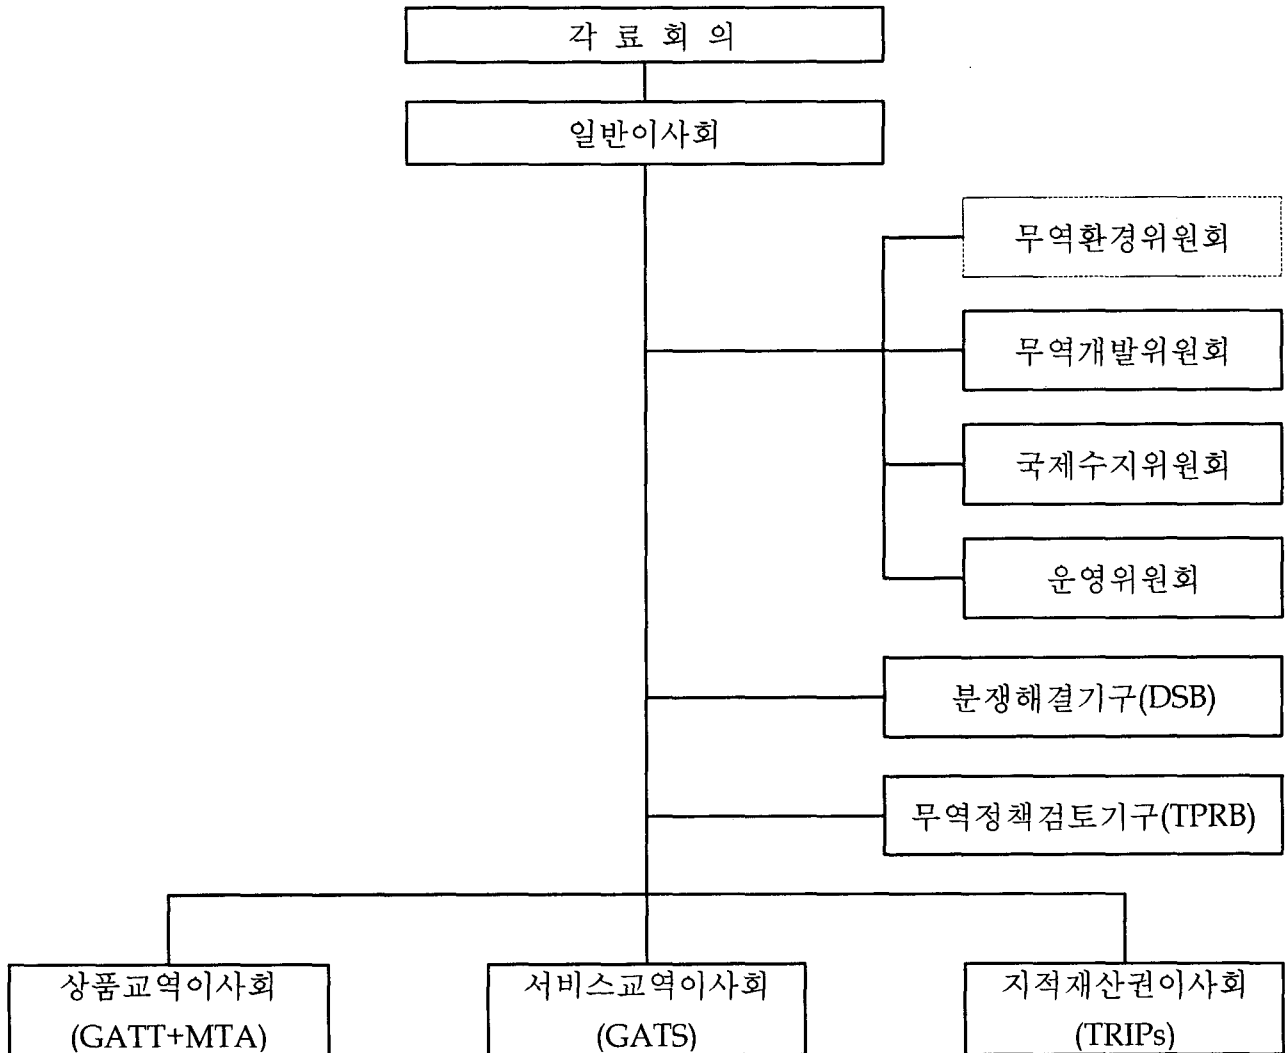 각 료 회 의
일반이사회
무역환경위원회
무역개발위원회
국제수지위원회
운영위원회
분쟁해결기구(DSB)
무역정책검토기구(TPRB)
상품교역이사회
(GATT+MTA)
서비스교역이사회
(GATS)
지적재산권이사회
(TRIPs)